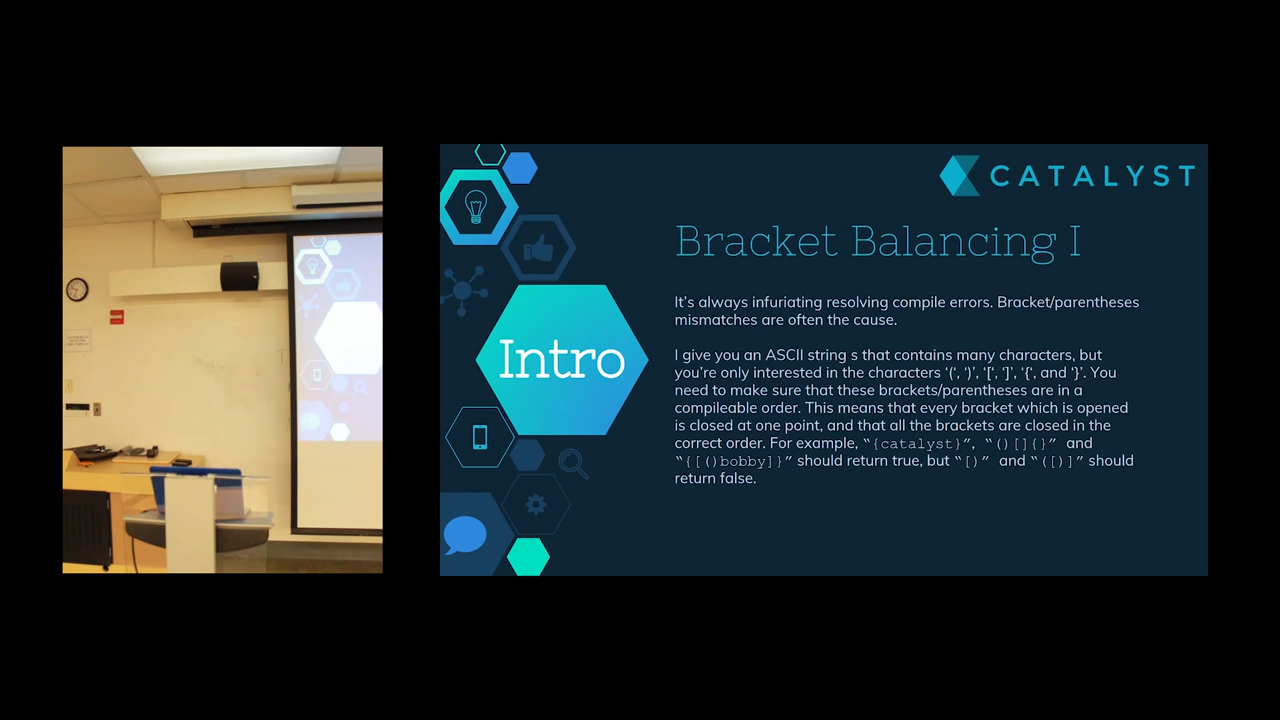 CATALYST
Bracket Balancing I
Intro
It's always infuriating resolving compile errors. Bracket/parentheses
mismatches are often the cause.
I give you an ASCII string s that contains many characters, but
you're only interested in the characters ‘(‘, ‘)’, ‘[‘, ‘]’, ‘{‘, and ‘}’. You
need to make sure that these brackets/parentheses are in a
compileable order. This means that every bracket which is opened
is closed at one point, and that all the brackets are closed in the
correct order. For example, “{catalyst}”, “()[]{}” and
“{[()bobby]}” should return true, but “[)” and “([)]” should
return false.